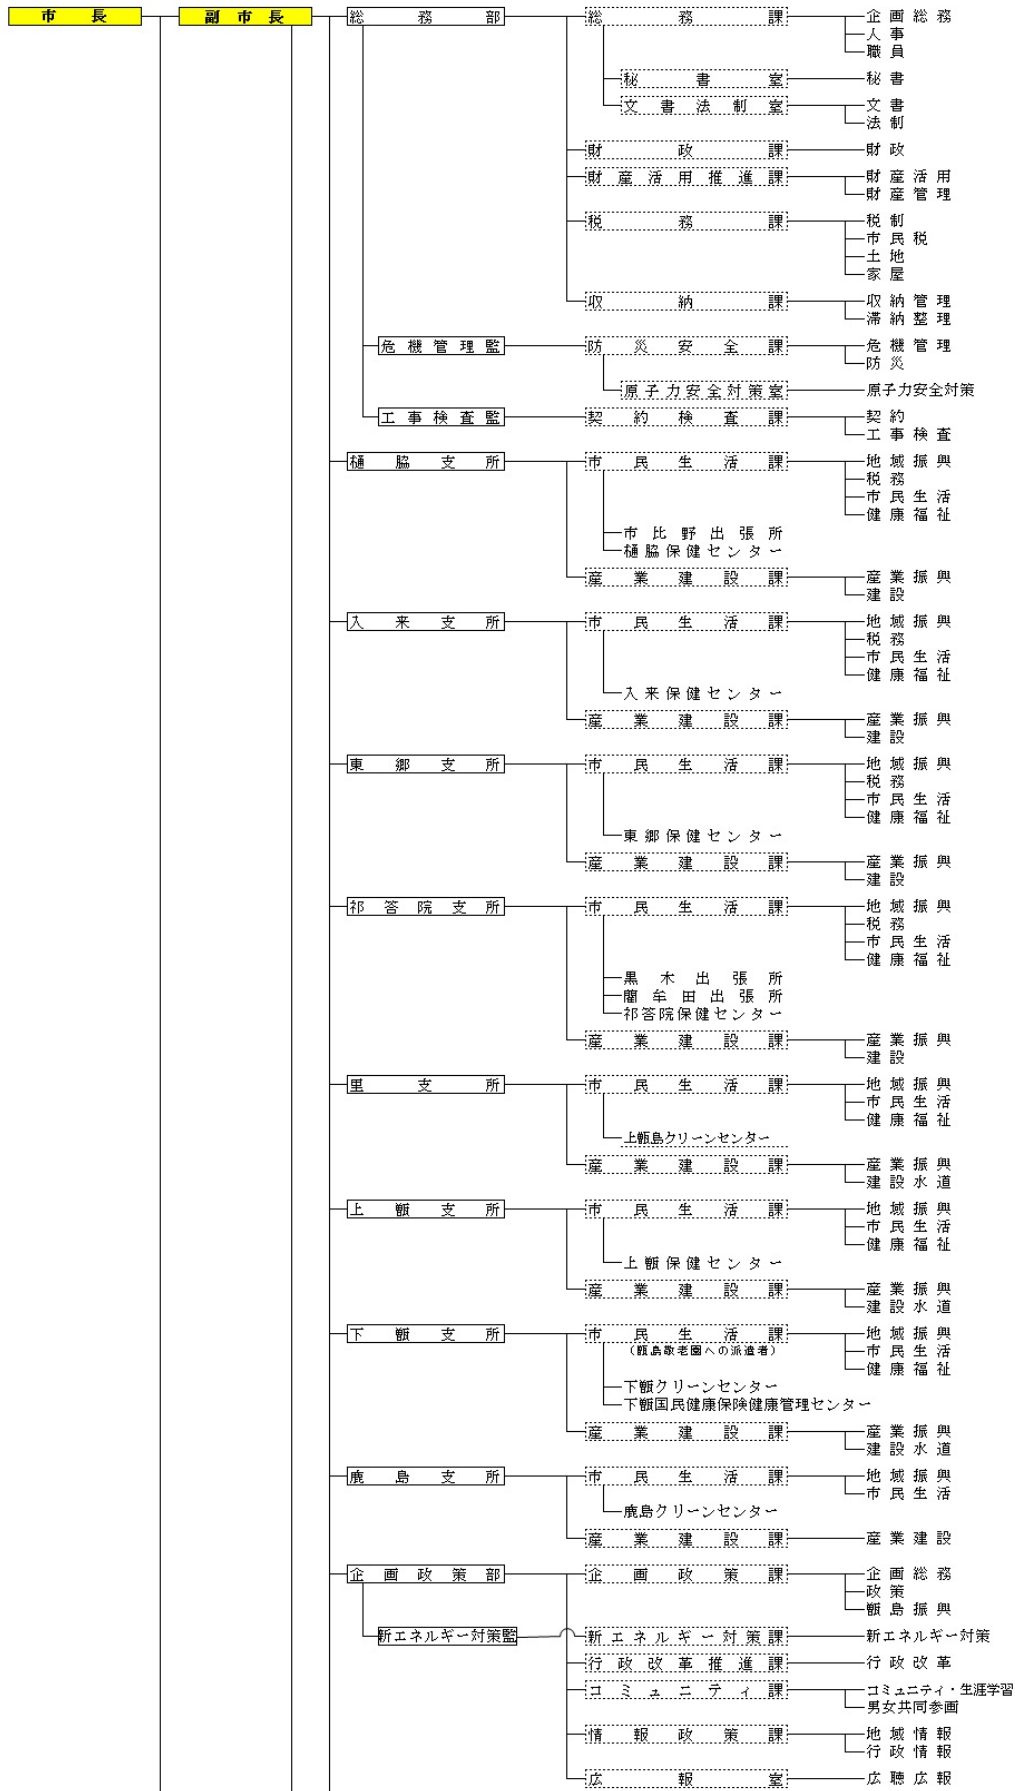 市長 副市長 総務部 総務課 企画総務
人事
職員
秘書室 秘書
文書法制室 文書
法制
財政課 財政
財産活用推進課 財産活用
財産管理
税務課 税制
市民税
土地
家屋
収納課 収納管理
滞納整理
危機管理監 防災安全課 危機管理
防災
原子力安全対策室 原子力安全対策
工事検査監 契約検査課 契約
工事検査
樋脇支所 市民生活課 地域振興
税務
市民生活
健康福祉
市比野出張所
樋脇保健センター
産業建設課 産業振興
建設
入来支所 市民生活課 地域振興
税務
市民生活
健康福祉
入来保健センター
産業建設課 産業振興
建設
東郷支所 市民生活課 地域振興
税務
市民生活
健康福祉
東郷保健センター
産業建設課 産業振興
建設
祁答院支所 市民生活課 地域振興
税務
市民生活
健康福祉
黒木出張所
藺牟田出張所
祁答院保健センター
産業建設課 産業振興
建設
里支所 市民生活課 地域振興
市民生活
健康福祉
上甑島クリーンセンター
産業建設課 産業振興
建設水道
上甑支所 市民生活課 地域振興
市民生活
健康福祉
上甑保健センター
産業建設課 産業振興
建設水道
下甑支所 市民生活課 地域振興
(甑島敬老園への派遣者) 市民生活
健康福祉
下甑クリーンセンター
下甑国民健康保険健康管理センター
産業建設課 産業振興
建設水道
鹿島支所 市民生活課 地域振興
市民生活
鹿島クリーンセンター
産業建設課 産業建設
企画政策部 企画政策課 企画総務
政策
甑島振興
新エネルギー対策監 新エネルギー対策課 新エネルギー対策
行政改革推進課 行政改革
コミュニティ課 コミュニティ・生涯学習
男女共同参画
情報政策課 地域情報
行政情報
広報室 広聴広報